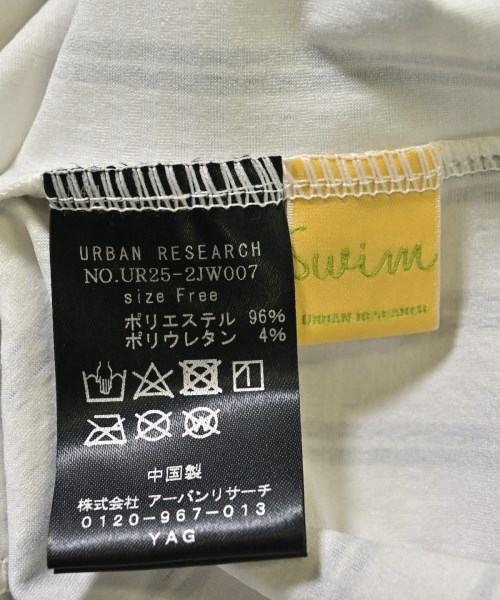 URBAN RESEARCH
NO.UR25-2JW007
size Free
ポリエステル 96%
ポリウレタン 4%
W
中国製
株式会社 アーバンリサーチ
0120-967-013
YAG
Swim
URBAN RESEARCH